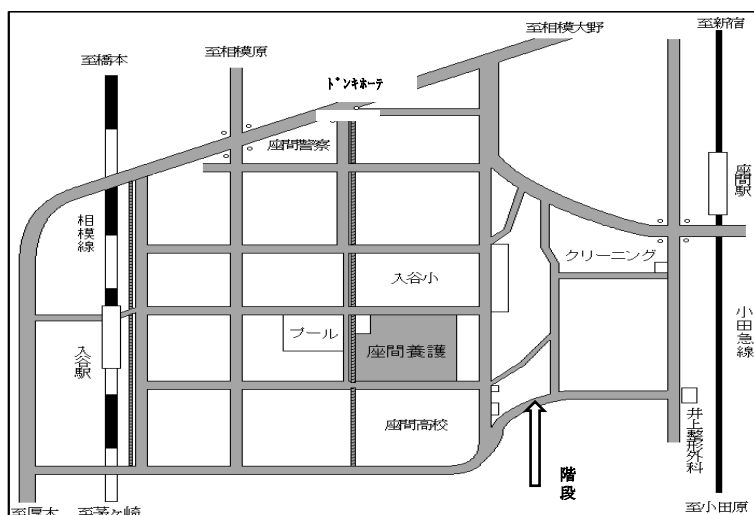 至新宿
至相模大野
至相模原
至橋本
ドンキホーテ
座間警察
座間駅
相模線
クリーニング
入谷小
プール
座間養護
小田急線
入谷駅
座間高校
井上整形外科
階段
至厚木
至茅ヶ崎
至小田原